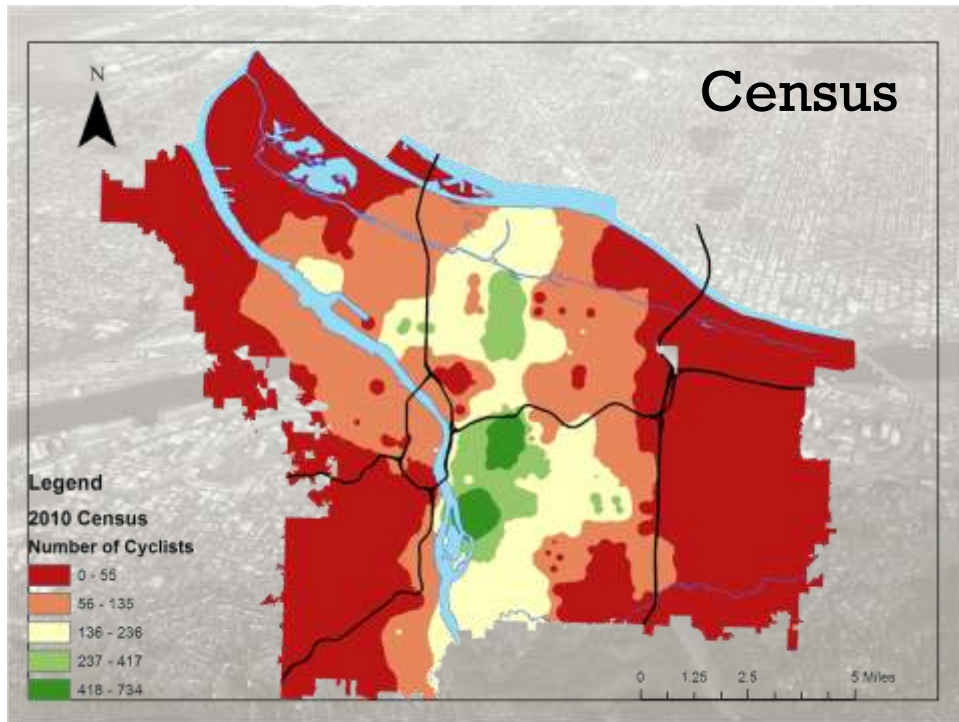 N
Census
Legend
2010 Census
Number of Cyclists
0 - 55
56 - 135
136 - 236
237 - 417
418 - 734
0 1.25 2.5 5 Miles